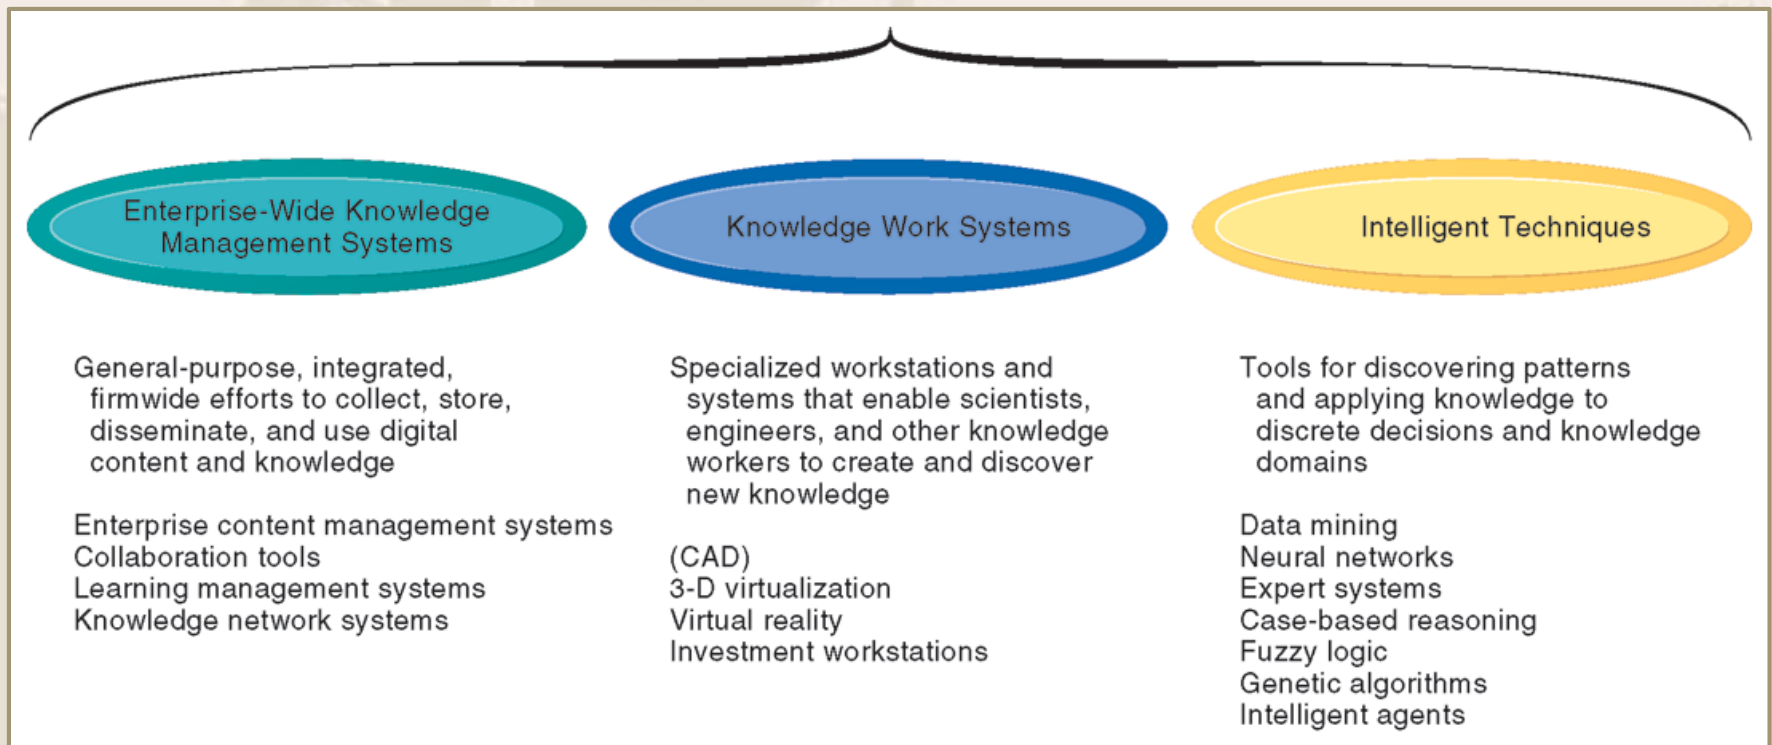 Enterprise-Wide Knowledge
Management Systems
Knowledge Work Systems
Intelligent Techniques
General-purpose, integrated,
firmwide efforts to collect, store,
disseminate, and use digital
content and knowledge
Enterprise content management systems
Collaboration tools
Learning management systems
Knowledge network systems
Specialized workstations and
systems that enable scientists,
engineers, and other knowledge
workers to create and discover
new knowledge
(CAD)
3-D virtualization
Virtual reality
Investment workstations
Tools for discovering patterns
and applying knowledge to
discrete decisions and knowledge
domains
Data mining
Neural networks
Expert systems
Case-based reasoning
Fuzzy logic
Genetic algorithms
Intelligent agents